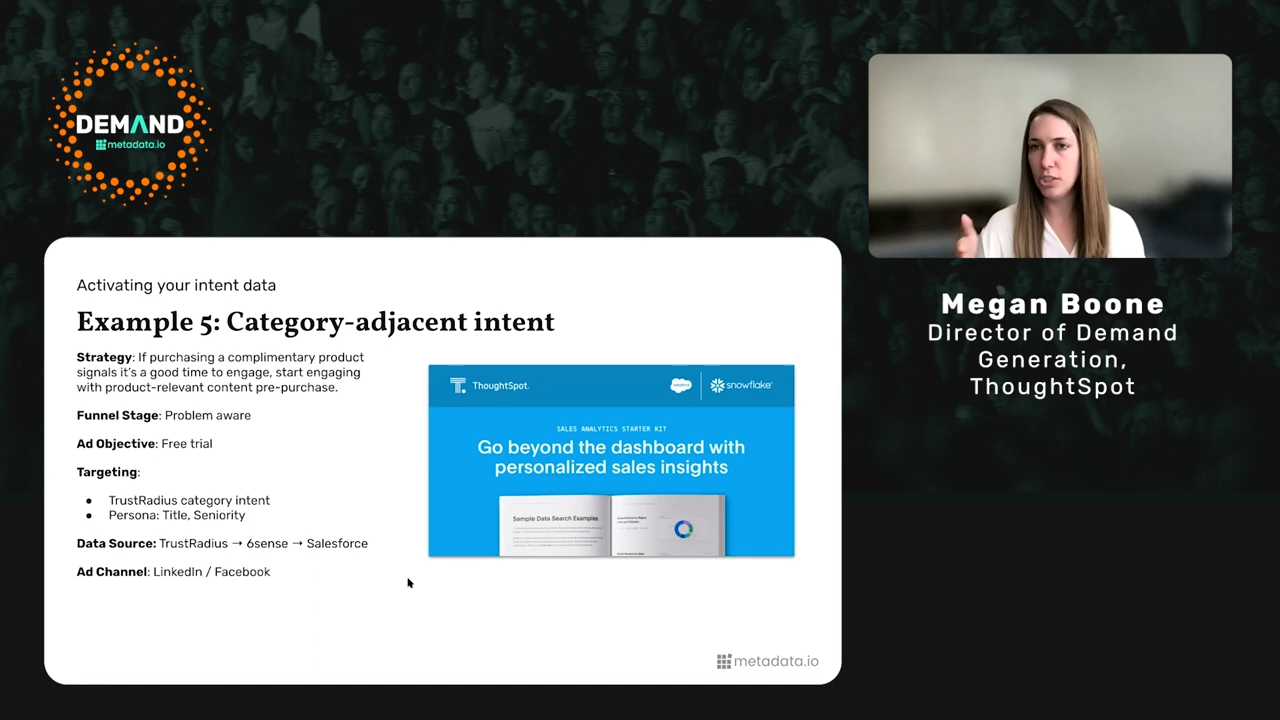 DEMAND
metadata.io
Activating your intent data
Example 5: Category-adjacent intent
Strategy: If purchasing a complimentary product
signals it's a good time to engage, start engaging
with product-relevant content pre-purchase.
Funnel Stage: Problem aware
Ad Objective: Free trial
Targeting:
● TrustRadius category intent
● Persona: Title, Seniority
Data Source: TrustRadius → 6sense → Salesforce
Ad Channel: LinkedIn / Facebook
ThoughtSpot.
salesforce
snowflake
SALES ANALYTICS STARTER KIT
Go beyond the dashboard with
personalized sales insights
Sample Data Search Examples
metadata.io
Megan Boone
Director of Demand
Generation,
ThoughtSpot